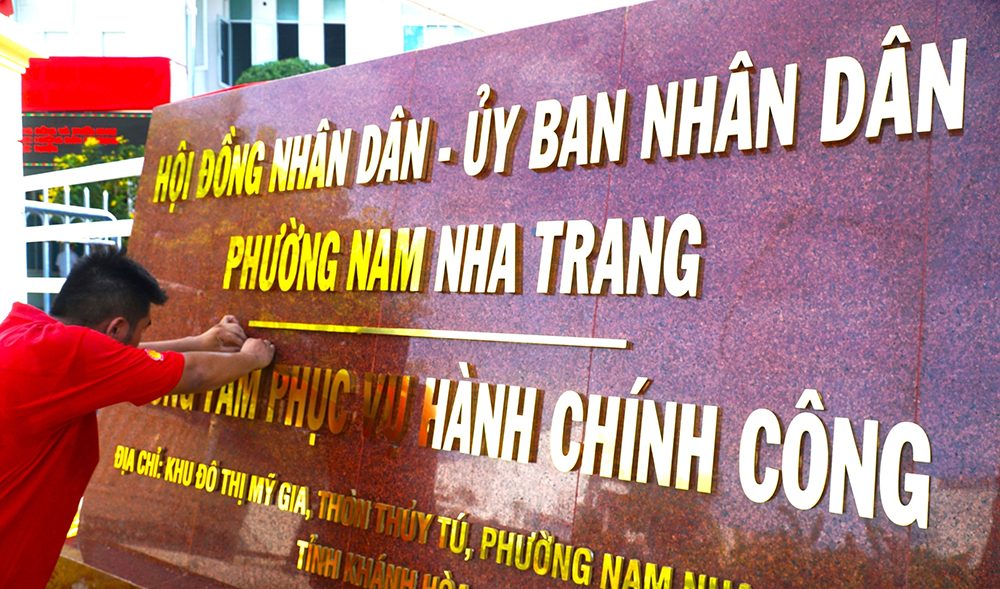 HỘI ĐỒNG NHÂN DÂN - ỦY BAN NHÂN DÂN
PHƯỜNG NAM NHA TRANG
TÂM PHỤC VỤ HÀNH CHÍNH CÔNG
ĐỊA CHỈ: KHU ĐÔ THỊ MỸ GIA, THÔN THỦY TÚ, PHƯỜNG NAM
TỈNH KHÁNH